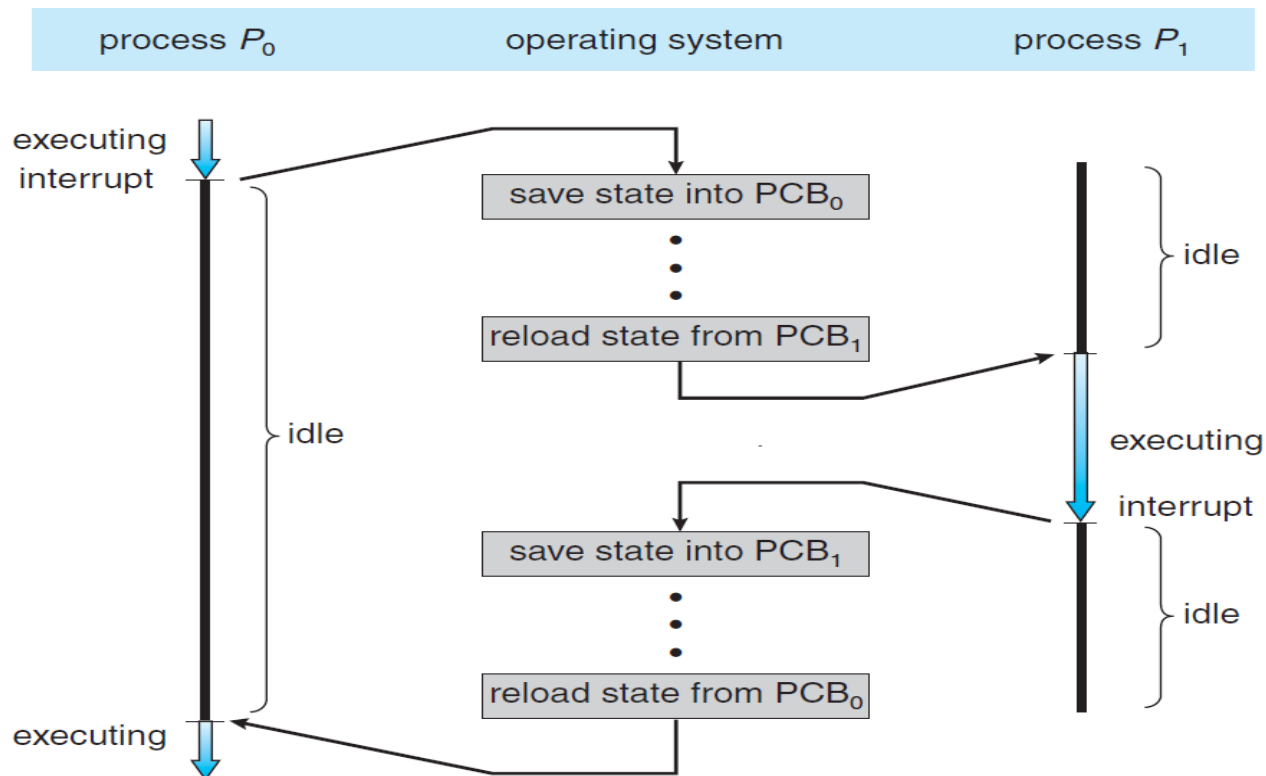 process P₀ operating system process P₁
executing
interrupt
save state into PCB₀
idle
reload state from PCB₁
idle
executing
interrupt
save state into PCB₁
idle
reload state from PCB₀
executing